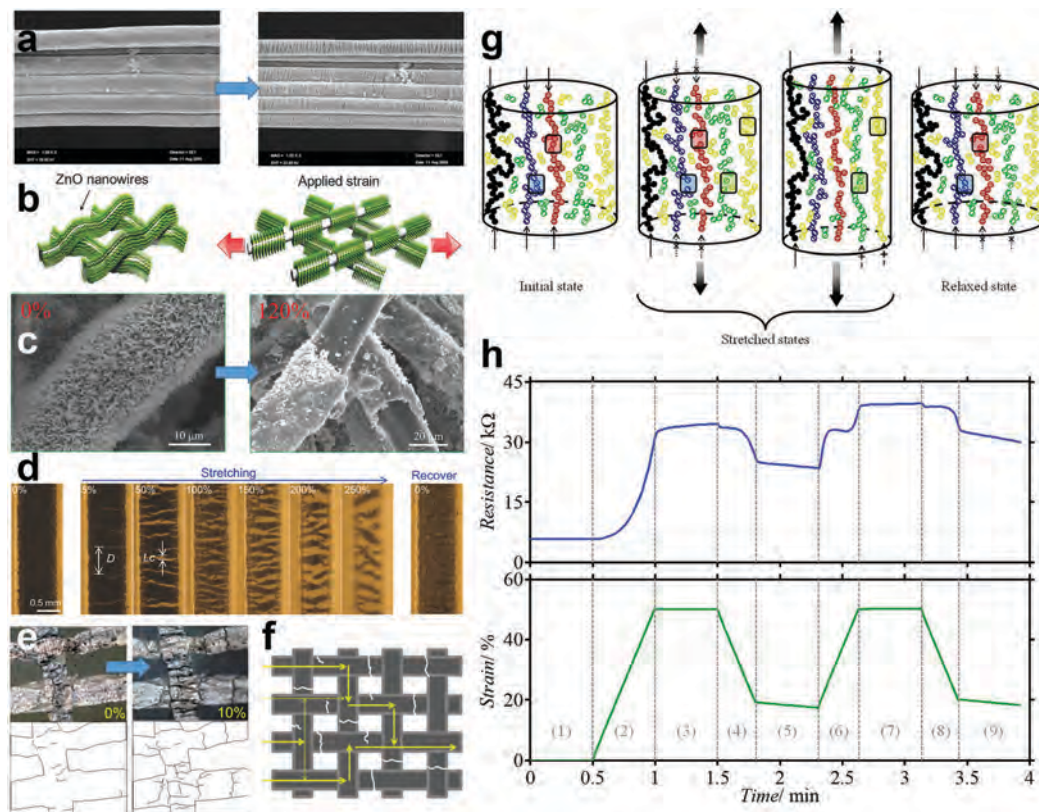 a
b
ZnO nanowires
Applied strain
c
0%
120%
10 μm
20 μm
d
Stretching
Recover
0%
5%
50%
100%
150%
200%
250%
0%
D
Lc
0.5 mm
e
0%
10%
f
g
Initial state
Relaxed state
Stretched states
h
45
30
15
0
Resistance/ kΩ
60
40
20
0
Strain/ %
(1)
(2)
(3)
(4)
(5)
(6)
(7)
(8)
(9)
0
0.5
1
1.5
2
2.5
3
3.5
4
Time/ min